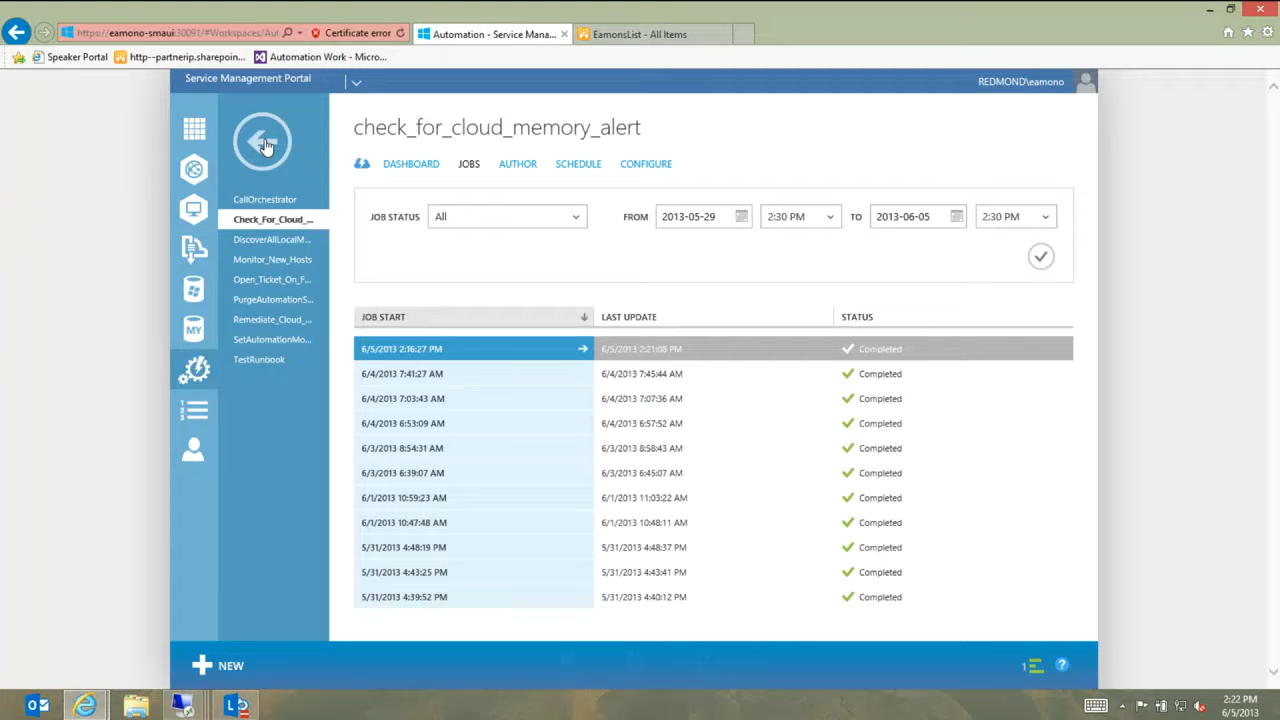 https://eamono-smaui:30091/#Workspaces/Aut
Certificate error
Automation - Service Mana...
EamonsList - All Items
Speaker Portal
http--partnerip.sharepoin...
Automation Work - Micro...
Service Management Portal
REDMOND\eamono
check_for_cloud_memory_alert
DASHBOARD JOBS AUTHOR SCHEDULE CONFIGURE
CallOrchestrator
Check_For_Cloud_...
DiscoverAllLocalM...
Monitor_New_Hosts
Open_Ticket_On_F...
PurgeAutomationS...
Remediate_Cloud_...
SetAutomationMo...
TestRunbook
JOB STATUS All FROM 2013-05-29 2:30 PM TO 2013-06-05 2:30 PM
JOB START LAST UPDATE STATUS
6/5/2013 2:16:27 PM 6/5/2013 2:21:08 PM Completed
6/4/2013 7:41:27 AM 6/4/2013 7:45:44 AM Completed
6/4/2013 7:03:43 AM 6/4/2013 7:07:36 AM Completed
6/4/2013 6:53:09 AM 6/4/2013 6:57:52 AM Completed
6/3/2013 8:54:31 AM 6/3/2013 8:58:43 AM Completed
6/3/2013 6:39:07 AM 6/3/2013 6:45:07 AM Completed
6/1/2013 10:59:23 AM 6/1/2013 11:03:22 AM Completed
6/1/2013 10:47:48 AM 6/1/2013 10:48:11 AM Completed
5/31/2013 4:48:19 PM 5/31/2013 4:48:37 PM Completed
5/31/2013 4:43:25 PM 5/31/2013 4:43:41 PM Completed
5/31/2013 4:39:52 PM 5/31/2013 4:40:12 PM Completed
MY
1
2
3
NEW
1
?
2:22 PM
6/5/2013